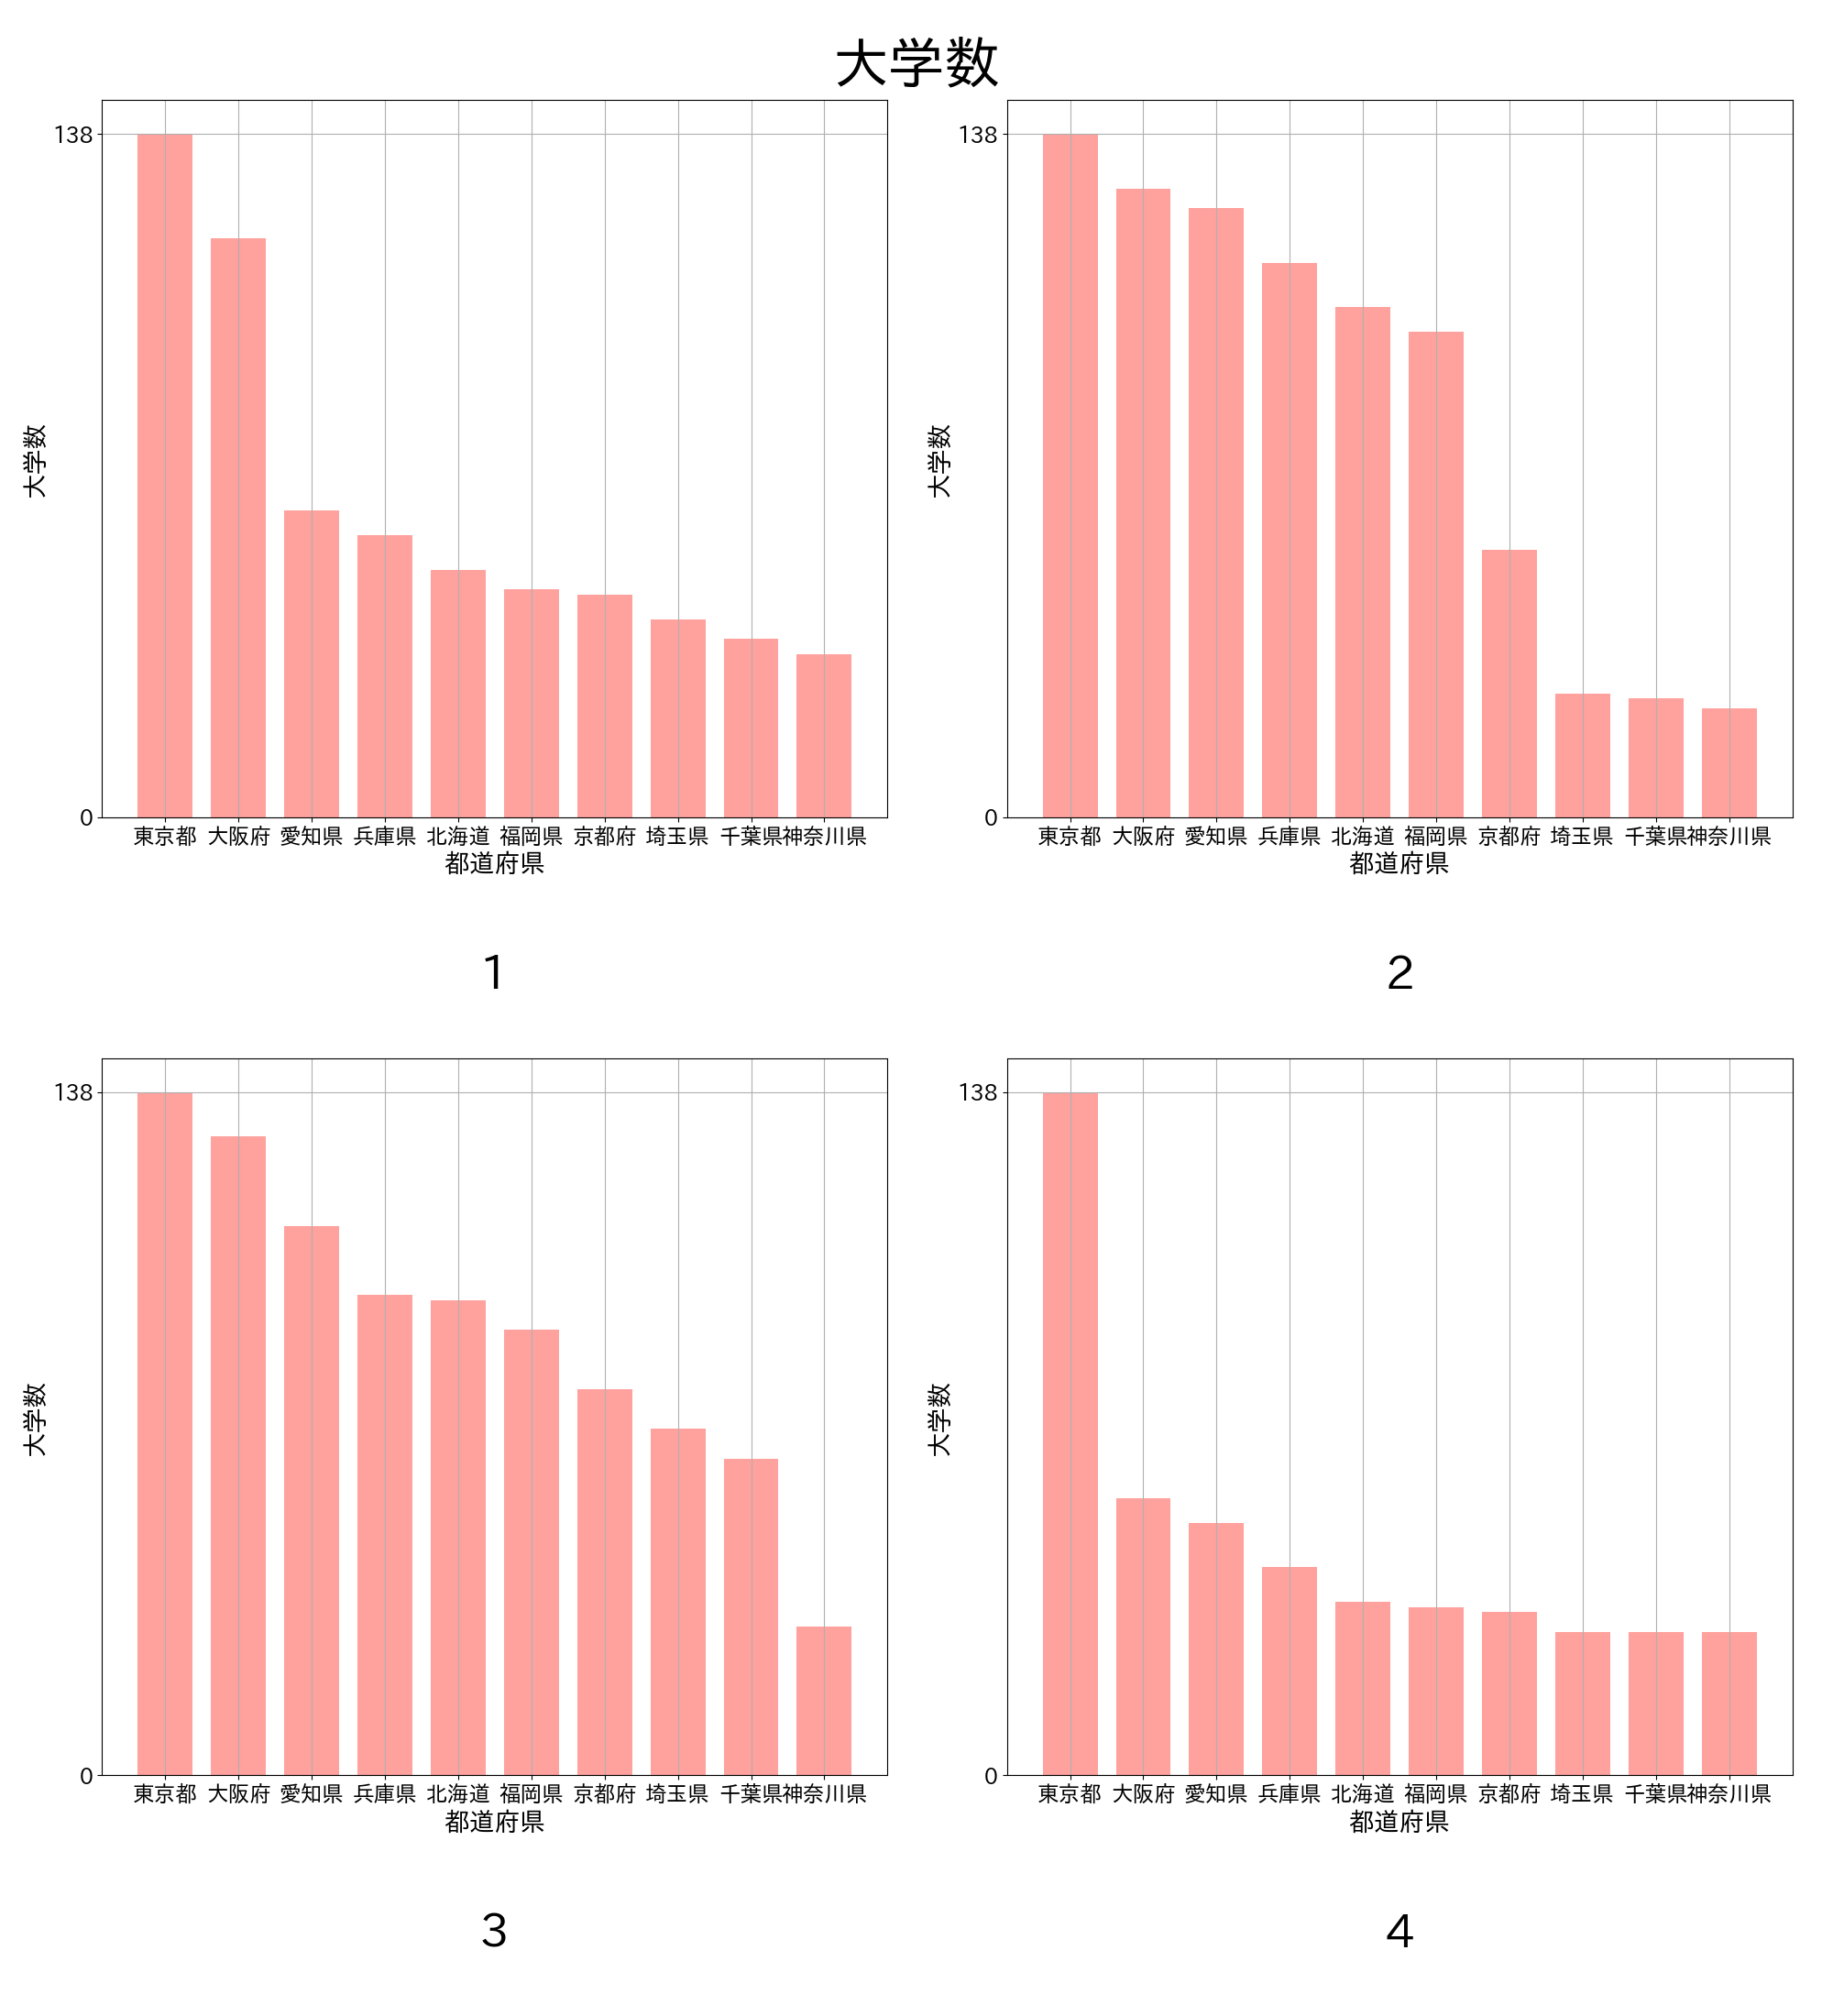 大学数
138
0
大学数
東京都 大阪府 愛知県 兵庫県 北海道 福岡県 京都府 埼玉県 千葉県 神奈川県
都道府県
1
138
0
大学数
東京都 大阪府 愛知県 兵庫県 北海道 福岡県 京都府 埼玉県 千葉県 神奈川県
都道府県
2
138
0
大学数
東京都 大阪府 愛知県 兵庫県 北海道 福岡県 京都府 埼玉県 千葉県 神奈川県
都道府県
3
138
0
大学数
東京都 大阪府 愛知県 兵庫県 北海道 福岡県 京都府 埼玉県 千葉県 神奈川県
都道府県
4